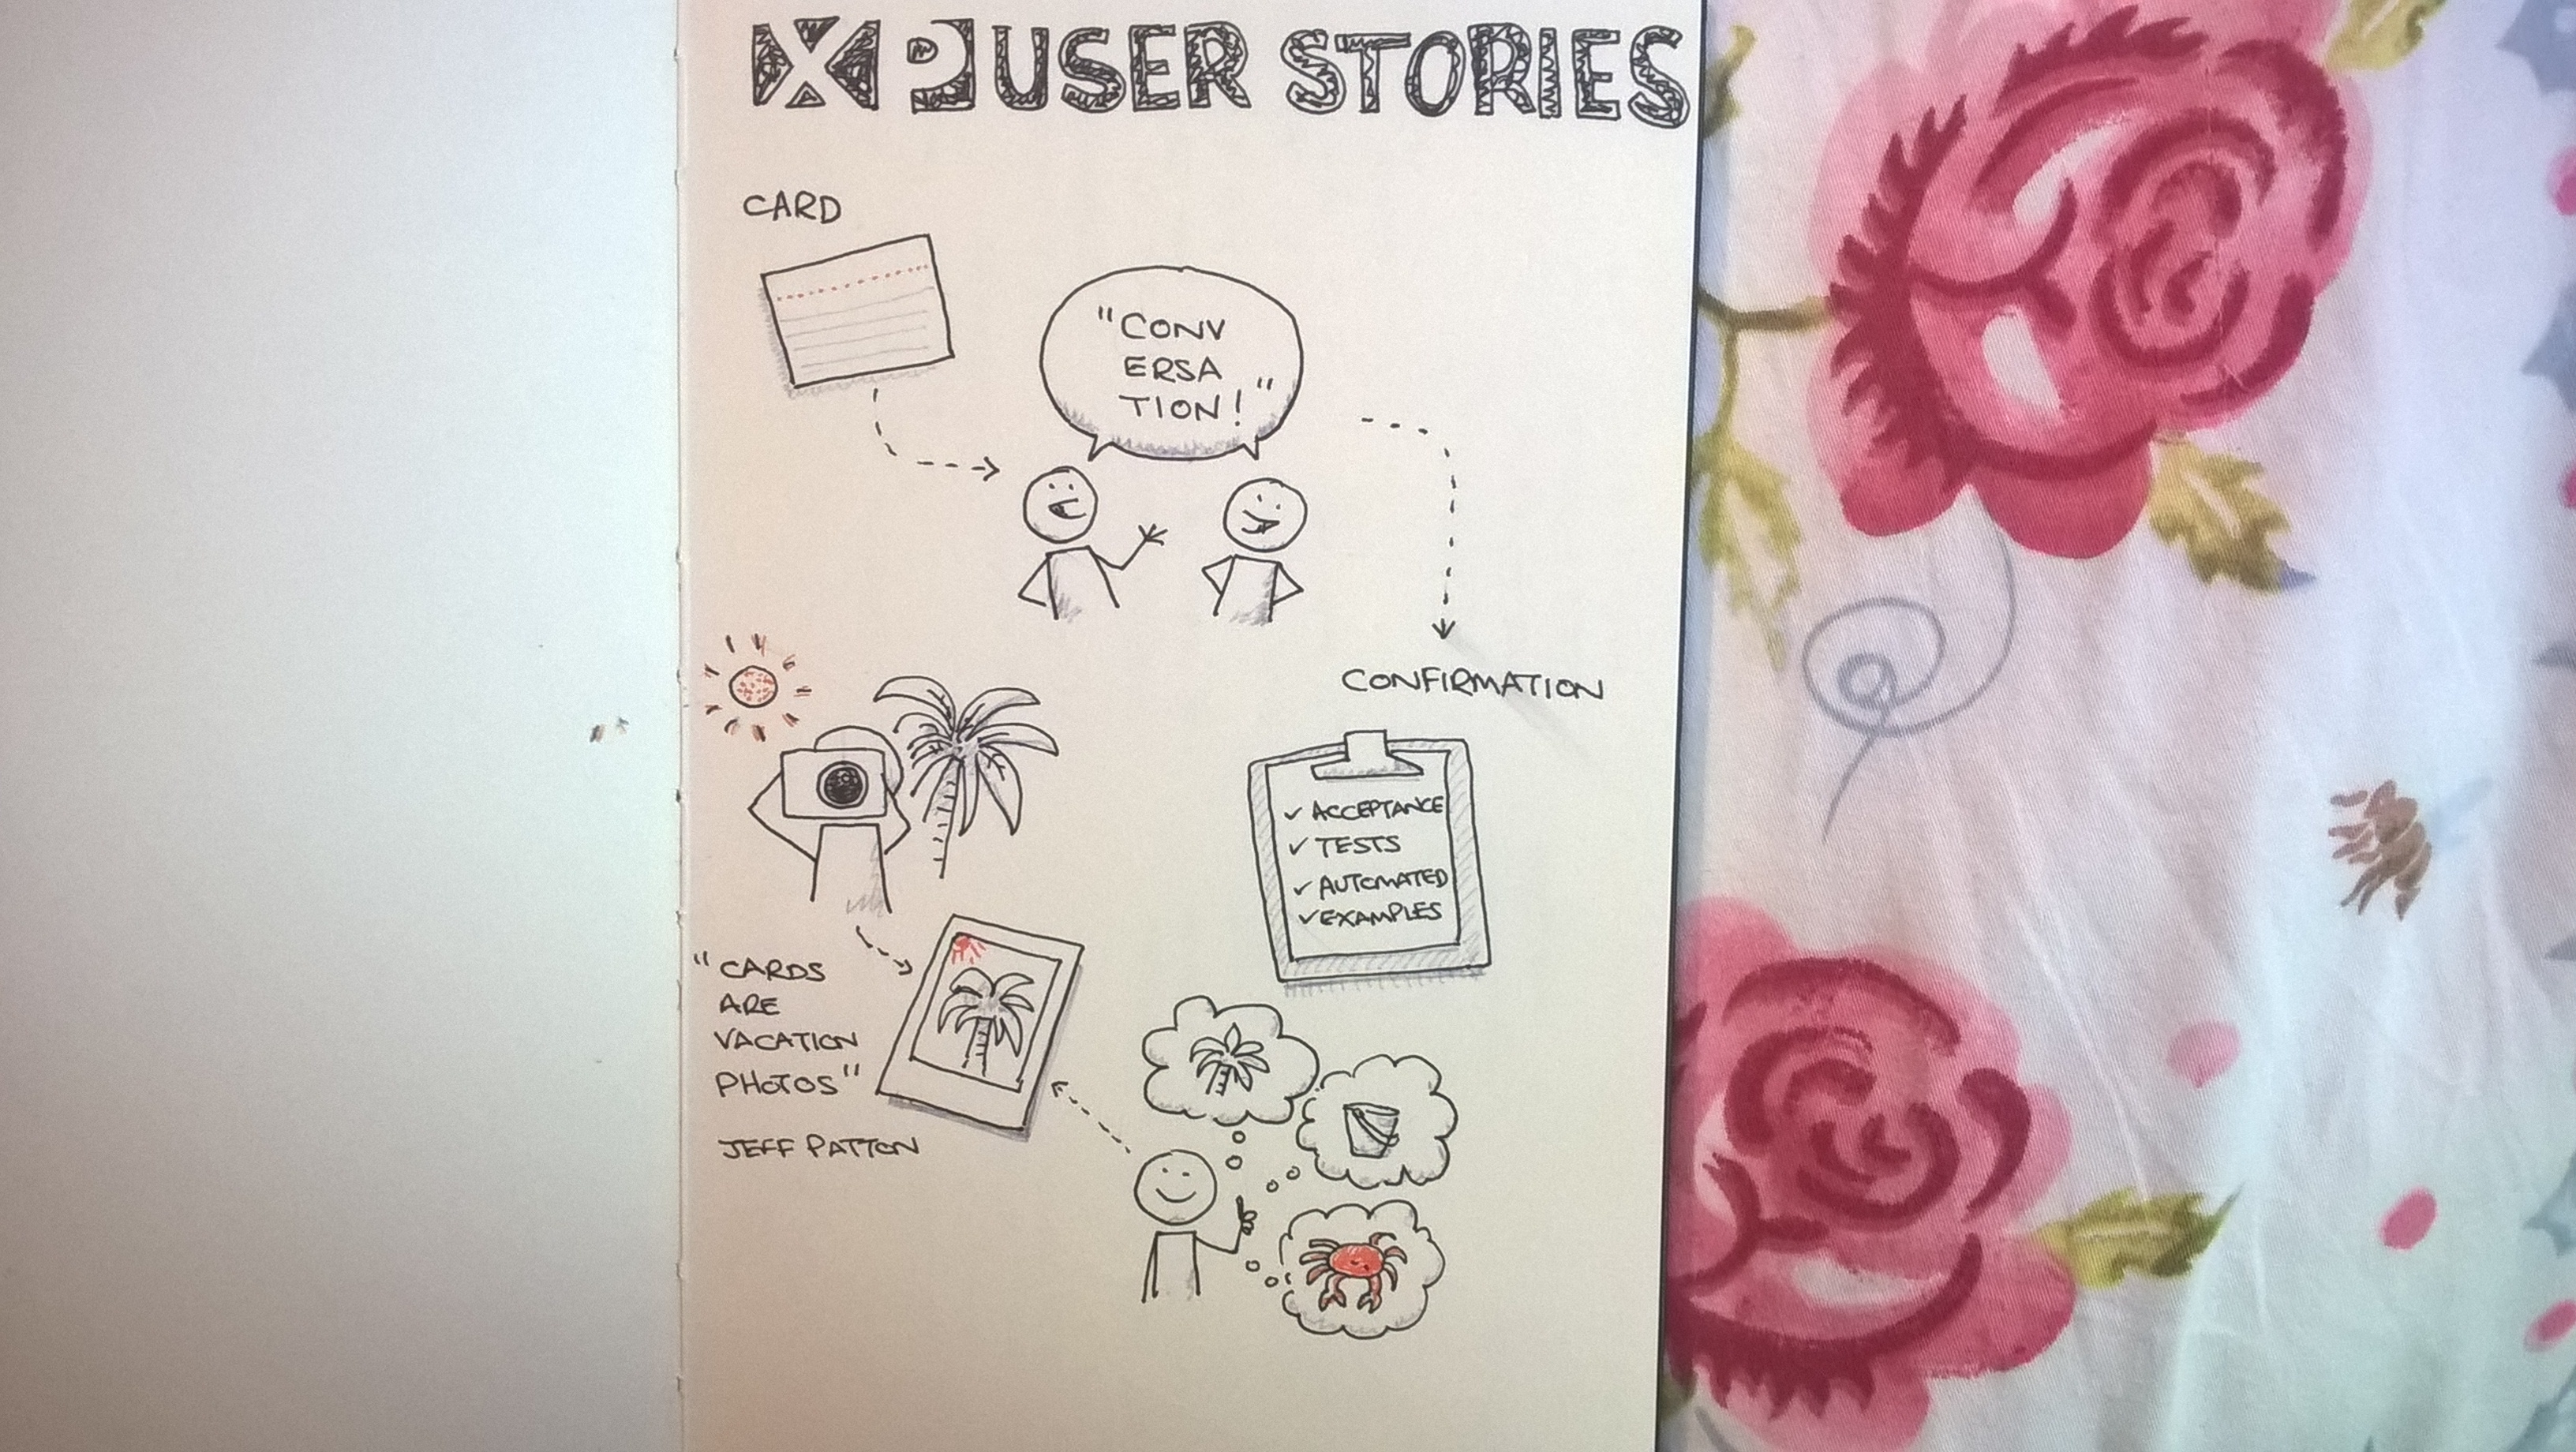 XP USER STORIES
CARD
"CONV
ERSA
TION!"
CONFIRMATION
✓ ACCEPTANCE
✓ TESTS
✓ AUTOMATED
✓ EXAMPLES
"CARDS
ARE
VACATION
PHOTOS"
JEFF PATTON